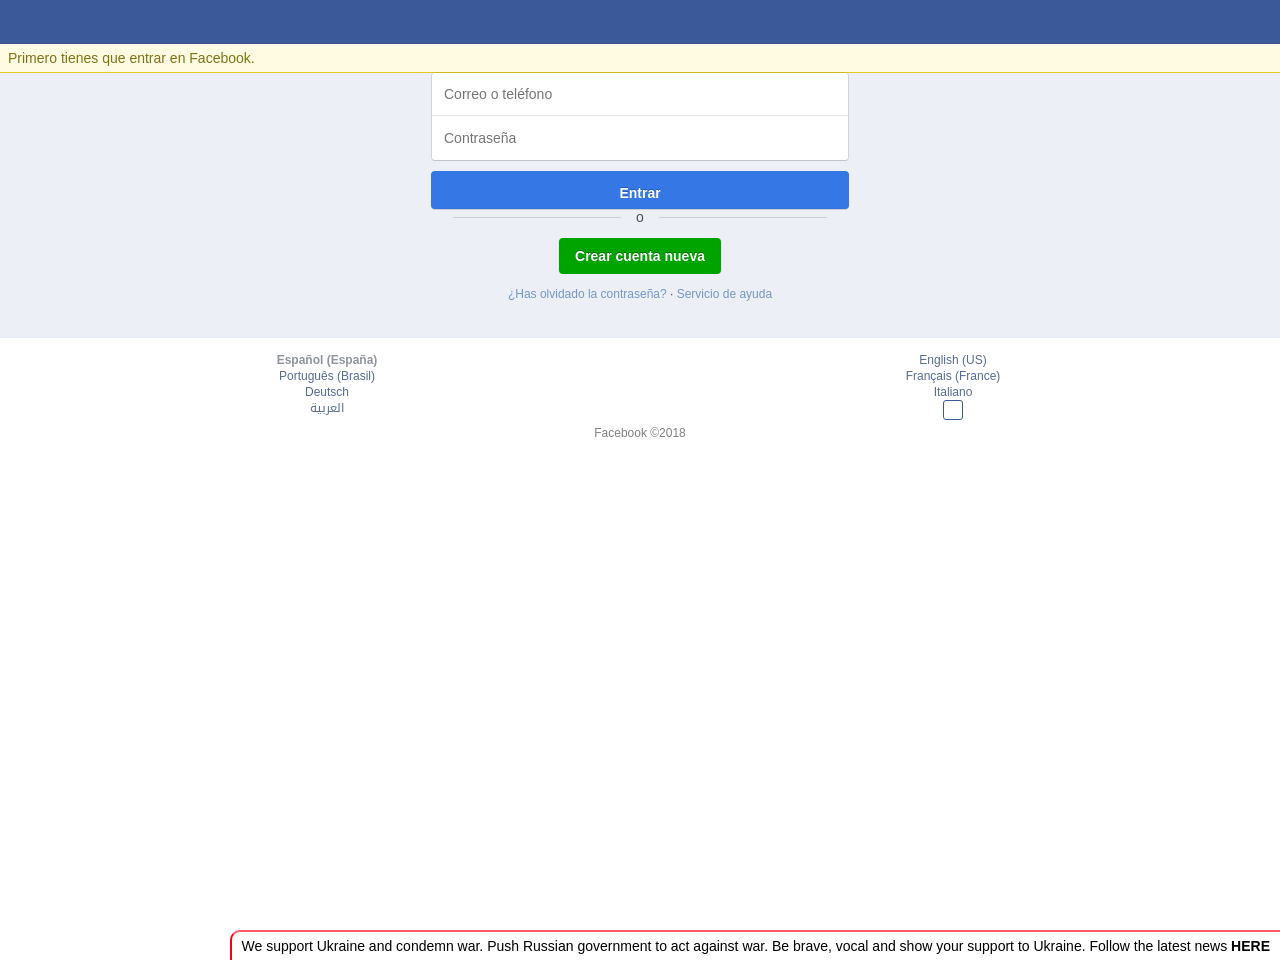 Primero tienes que entrar en Facebook.
Correo o teléfono
Contraseña
Entrar
o
Crear cuenta nueva
¿Has olvidado la contraseña? · Servicio de ayuda
Español (España)
Português (Brasil)
Deutsch
العربية
English (US)
Français (France)
Italiano
Facebook ©2018
We support Ukraine and condemn war. Push Russian government to act against war. Be brave, vocal and show your support to Ukraine. Follow the latest news HERE